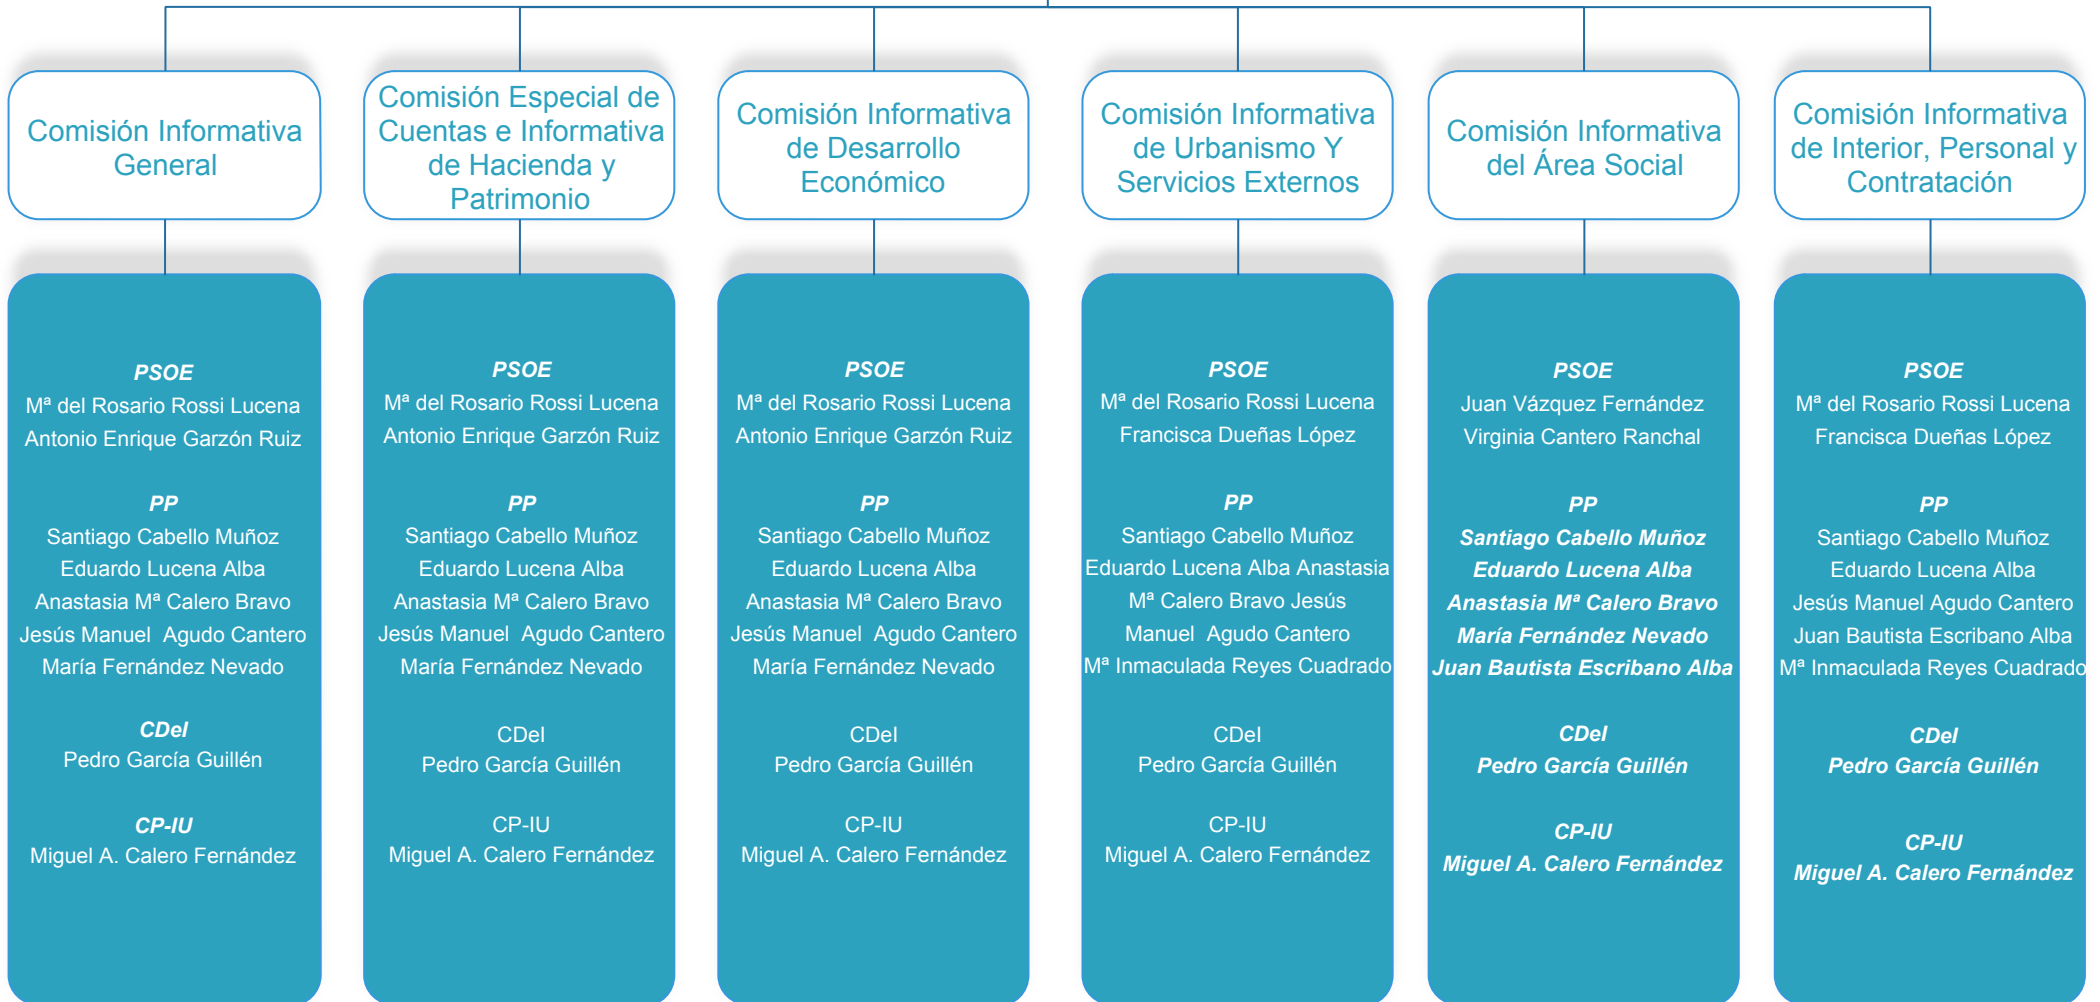 Comisión Informativa
General
Comisión Especial de
Cuentas e Informativa
de Hacienda y
Patrimonio
Comisión Informativa
de Desarrollo
Económico
Comisión Informativa
de Urbanismo Y
Servicios Externos
Comisión Informativa
del Área Social
Comisión Informativa
de Interior, Personal y
Contratación
PSOE
Mª del Rosario Rossi Lucena
Antonio Enrique Garzón Ruiz
PP
Santiago Cabello Muñoz
Eduardo Lucena Alba
Anastasia Mª Calero Bravo
Jesús Manuel  Agudo Cantero
María Fernández Nevado
CDeI
Pedro García Guillén
CP-IU
Miguel A. Calero Fernández
PSOE
Mª del Rosario Rossi Lucena
Antonio Enrique Garzón Ruiz
PP
Santiago Cabello Muñoz
Eduardo Lucena Alba
Anastasia Mª Calero Bravo
Jesús Manuel  Agudo Cantero
María Fernández Nevado
CDeI
Pedro García Guillén
CP-IU
Miguel A. Calero Fernández
PSOE
Mª del Rosario Rossi Lucena
Antonio Enrique Garzón Ruiz
PP
Santiago Cabello Muñoz
Eduardo Lucena Alba
Anastasia Mª Calero Bravo
Jesús Manuel  Agudo Cantero
María Fernández Nevado
CDeI
Pedro García Guillén
CP-IU
Miguel A. Calero Fernández
PSOE
Mª del Rosario Rossi Lucena
Francisca Dueñas López
PP
Santiago Cabello Muñoz
Eduardo Lucena Alba Anastasia
Mª Calero Bravo Jesús
Manuel  Agudo Cantero
Mª Inmaculada Reyes Cuadrado
CDeI
Pedro García Guillén
CP-IU
Miguel A. Calero Fernández
PSOE
Juan Vázquez Fernández
Virginia Cantero Ranchal
PP
Santiago Cabello Muñoz
Eduardo Lucena Alba
Anastasia Mª Calero Bravo
María Fernández Nevado
Juan Bautista Escribano Alba
CDeI
Pedro García Guillén
CP-IU
Miguel A. Calero Fernández
PSOE
Mª del Rosario Rossi Lucena
Francisca Dueñas López
PP
Santiago Cabello Muñoz
Eduardo Lucena Alba
Jesús Manuel Agudo Cantero
Juan Bautista Escribano Alba
Mª Inmaculada Reyes Cuadrado
CDeI
Pedro García Guillén
CP-IU
Miguel A. Calero Fernández